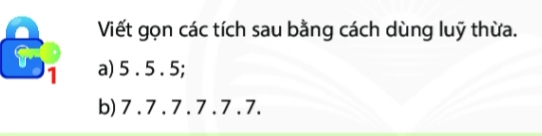 Viết gọn các tích sau bằng cách dùng luỹ thừa.
1
a) 5 . 5 . 5;
b) 7 . 7 . 7 . 7 . 7 . 7.